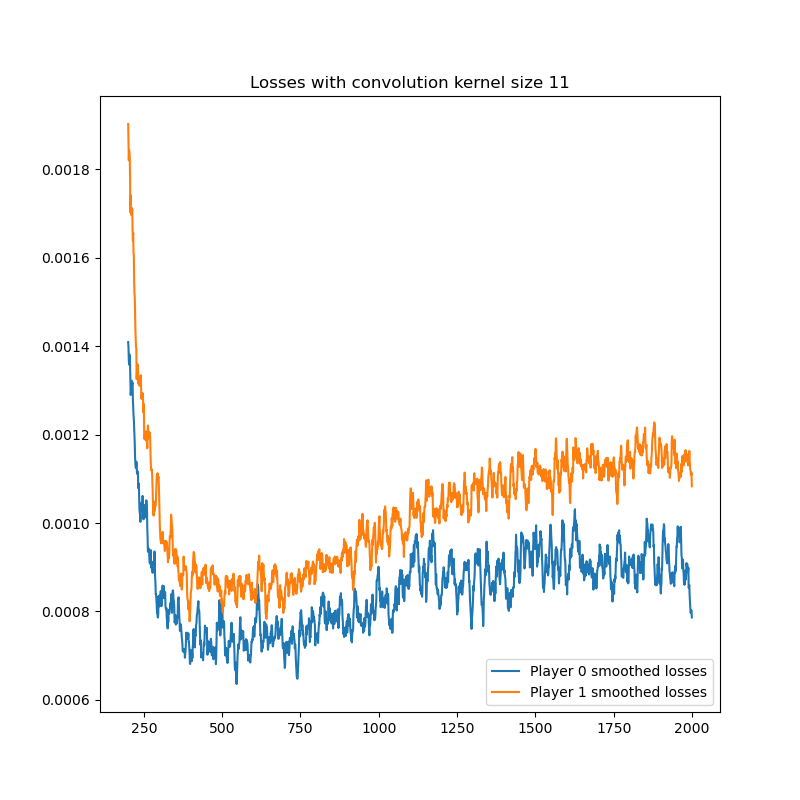 Losses with convolution kernel size 11
0.0018
0.0016
0.0014
0.0012
0.0010
0.0008
0.0006
Player 0 smoothed losses
Player 1 smoothed losses
250 500 750 1000 1250 1500 1750 2000